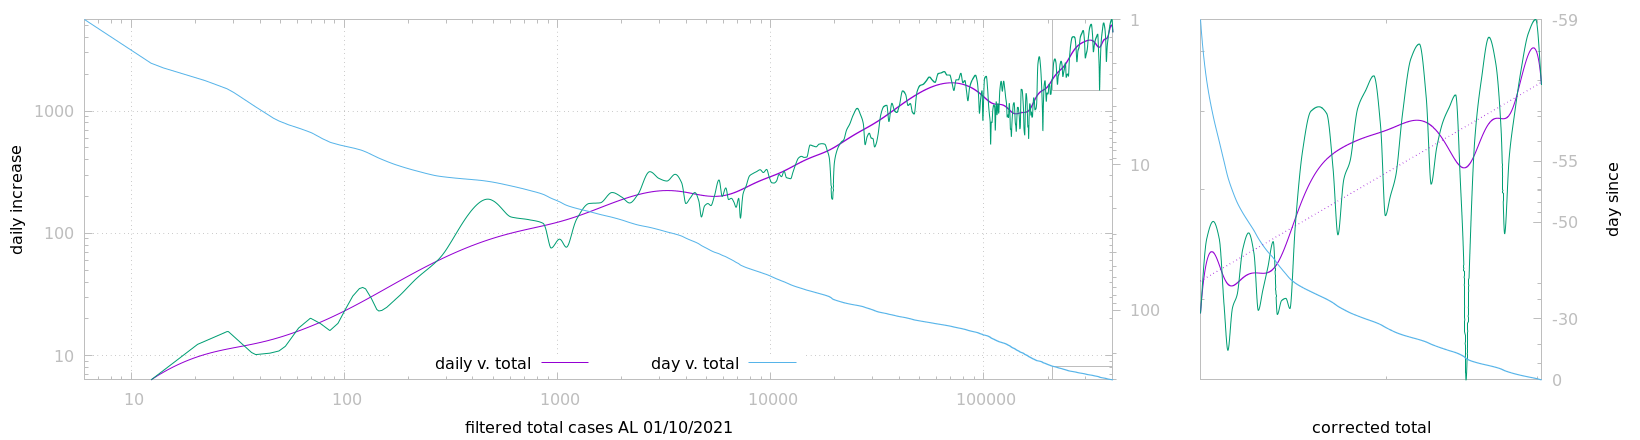 1000
100
10
daily increase
10
100
1000
10000
100000
1
10
100
daily v. total
day v. total
filtered total cases AL 01/10/2021
-59
-55
-50
-30
0
day since
corrected total